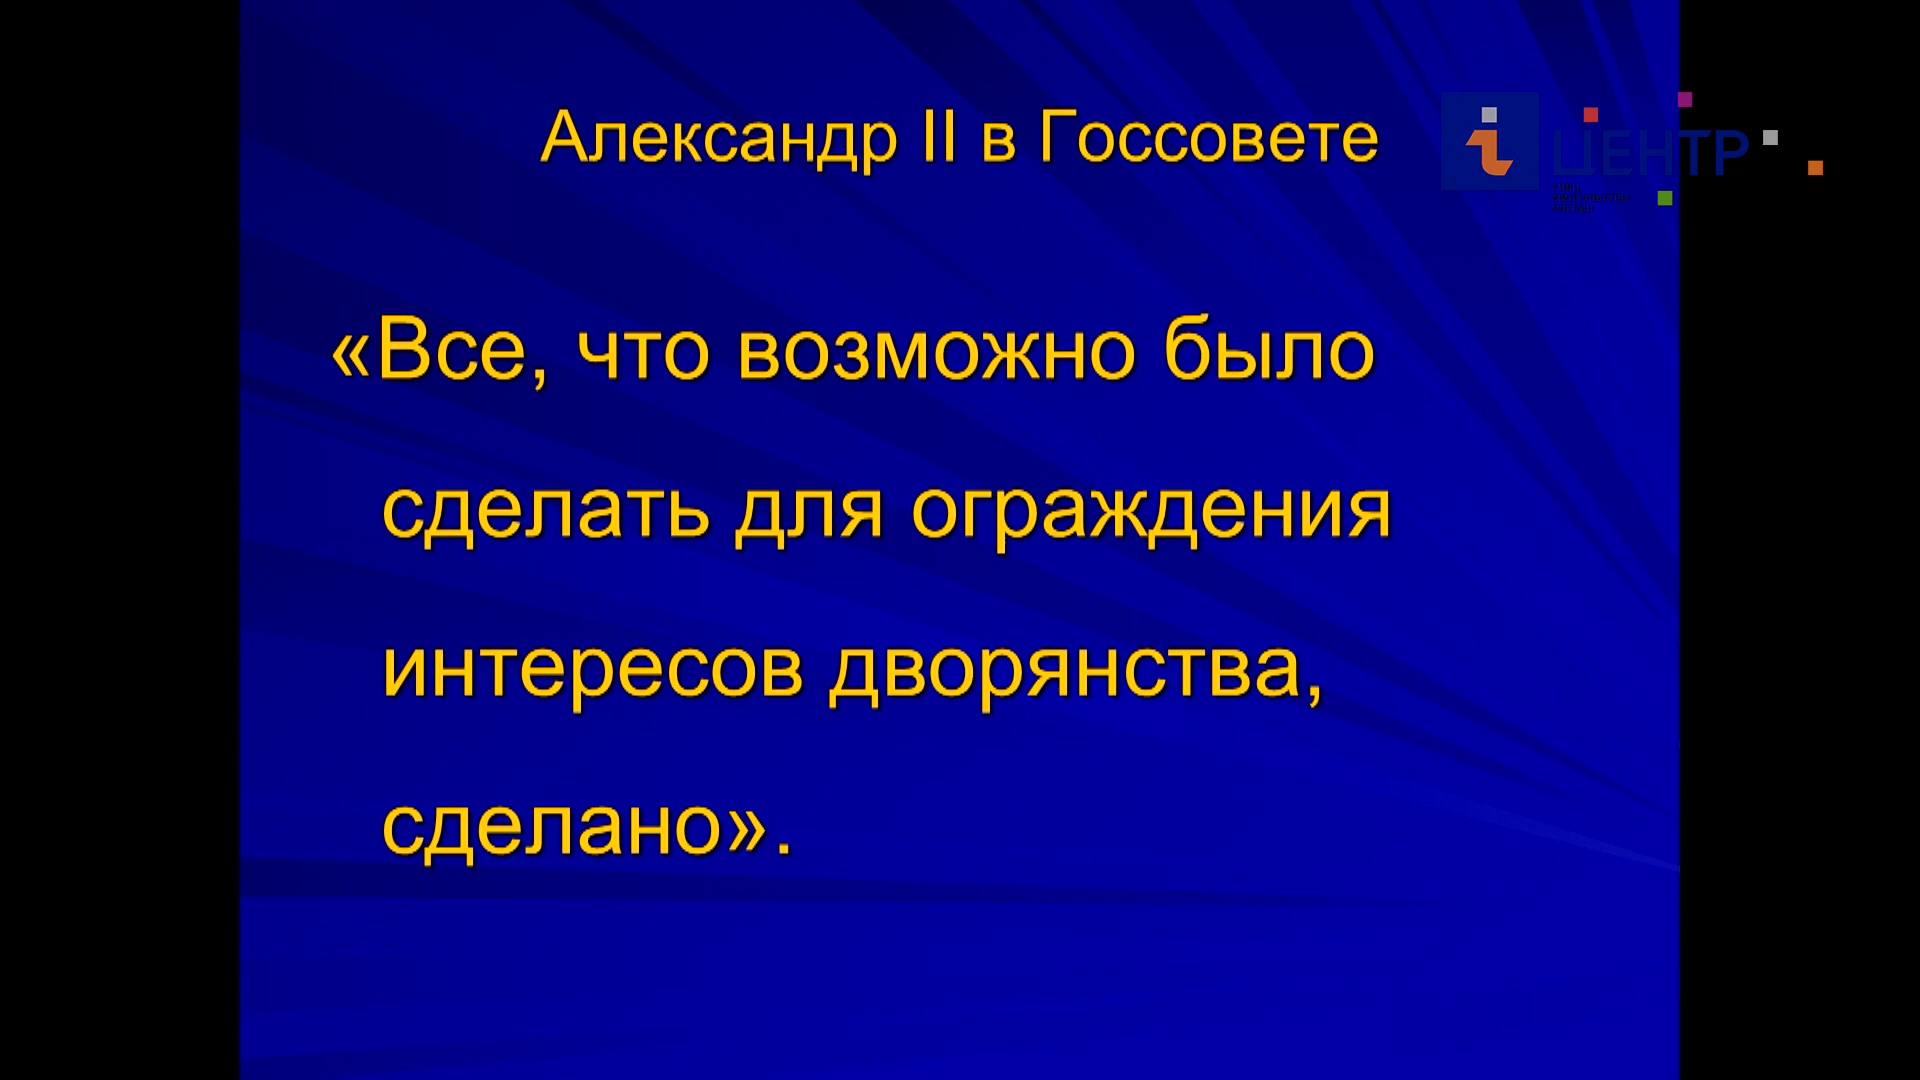 Александр II в Госсовете
ЦЕНТР
«Все, что возможно было
сделать для ограждения
интересов дворянства,
сделано».